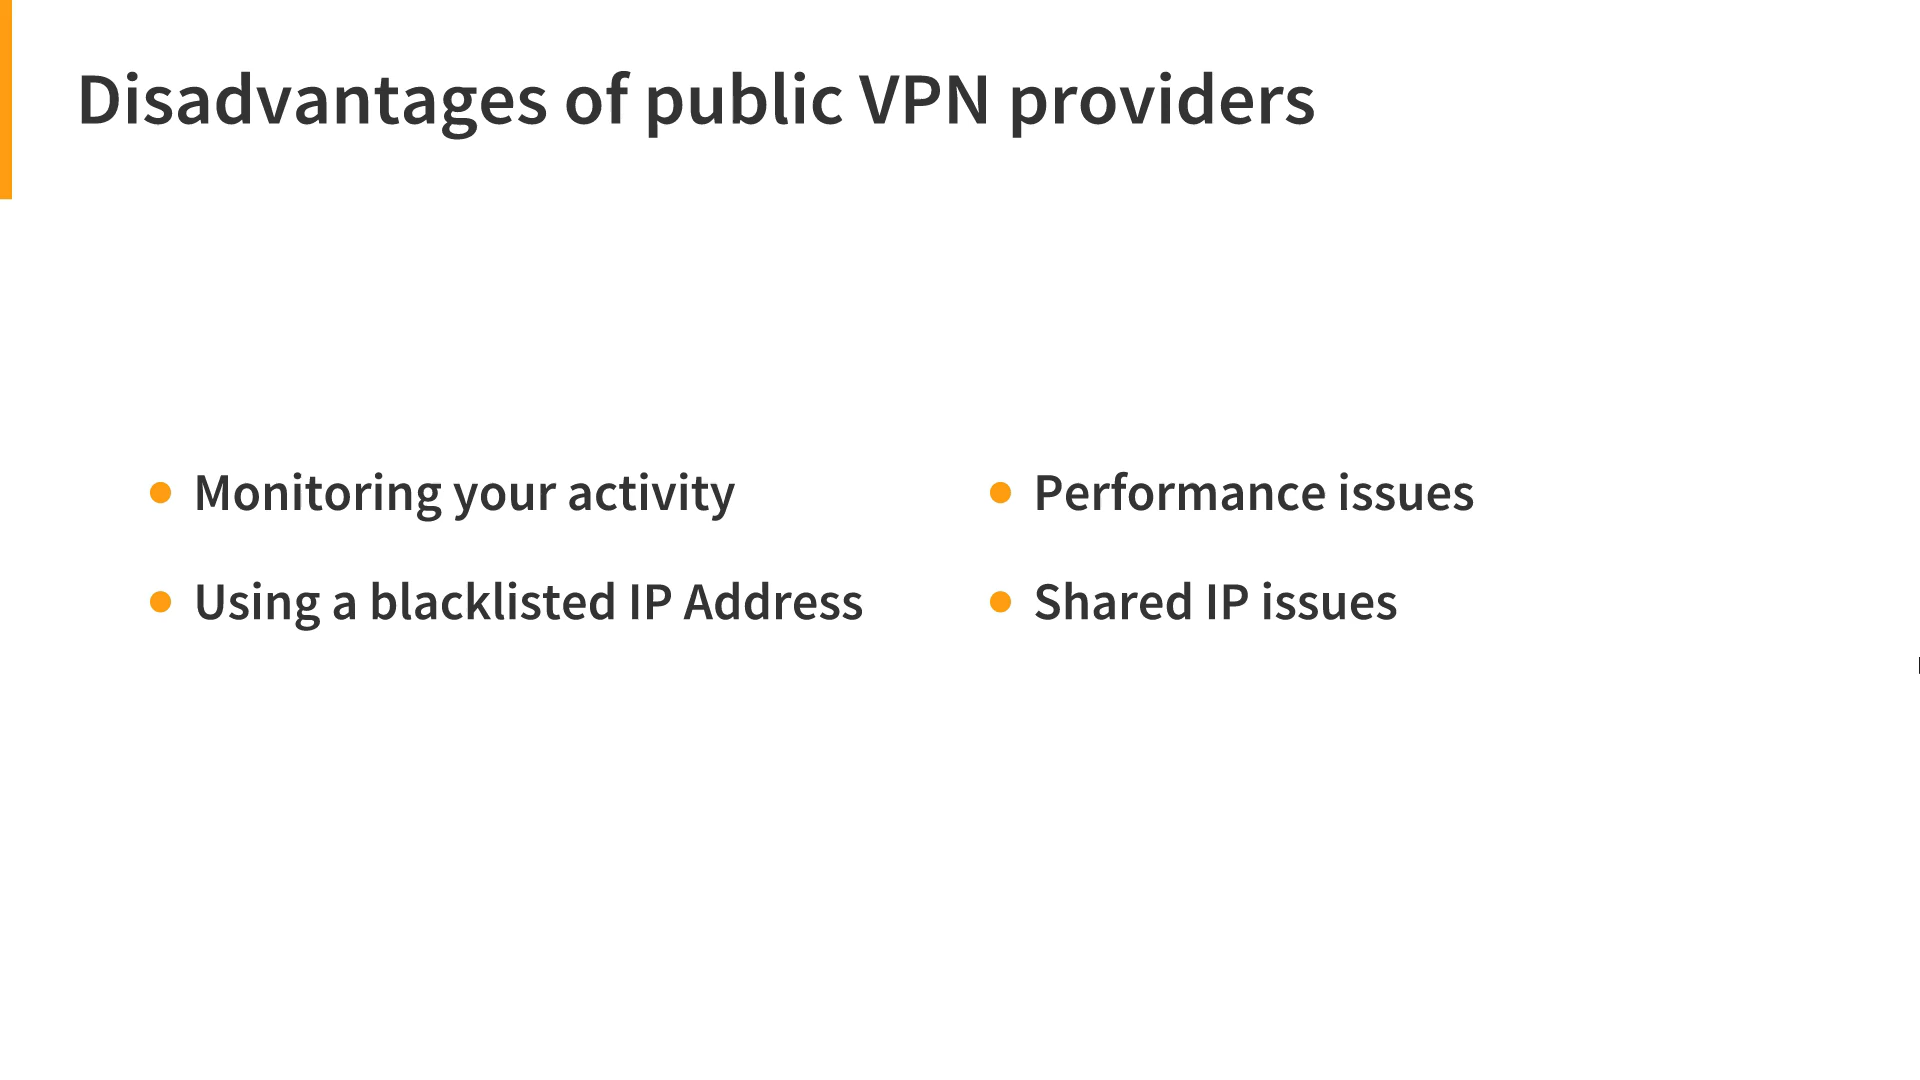 Disadvantages of public VPN providers
Monitoring your activity
Using a blacklisted IP Address
Performance issues
Shared IP issues